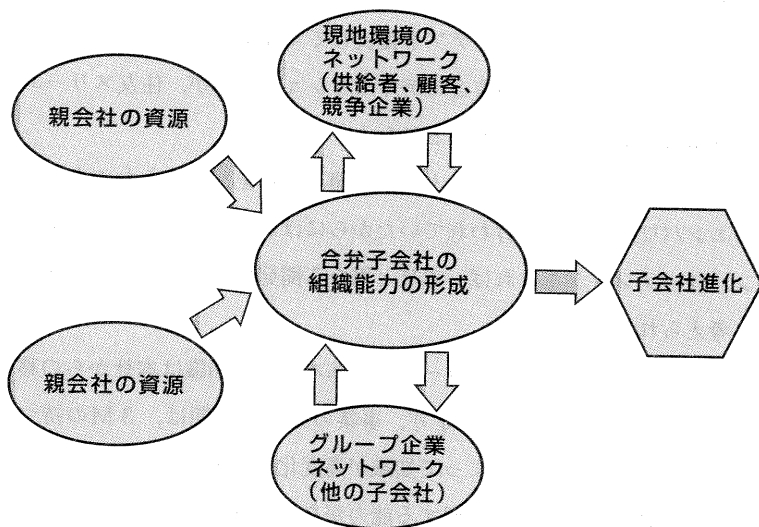 現地環境の
ネットワーク
(供給者、顧客、
競争企業)
親会社の資源
合弁子会社の
組織能力の形成
子会社進化
親会社の資源
グループ企業
ネットワーク
(他の子会社)